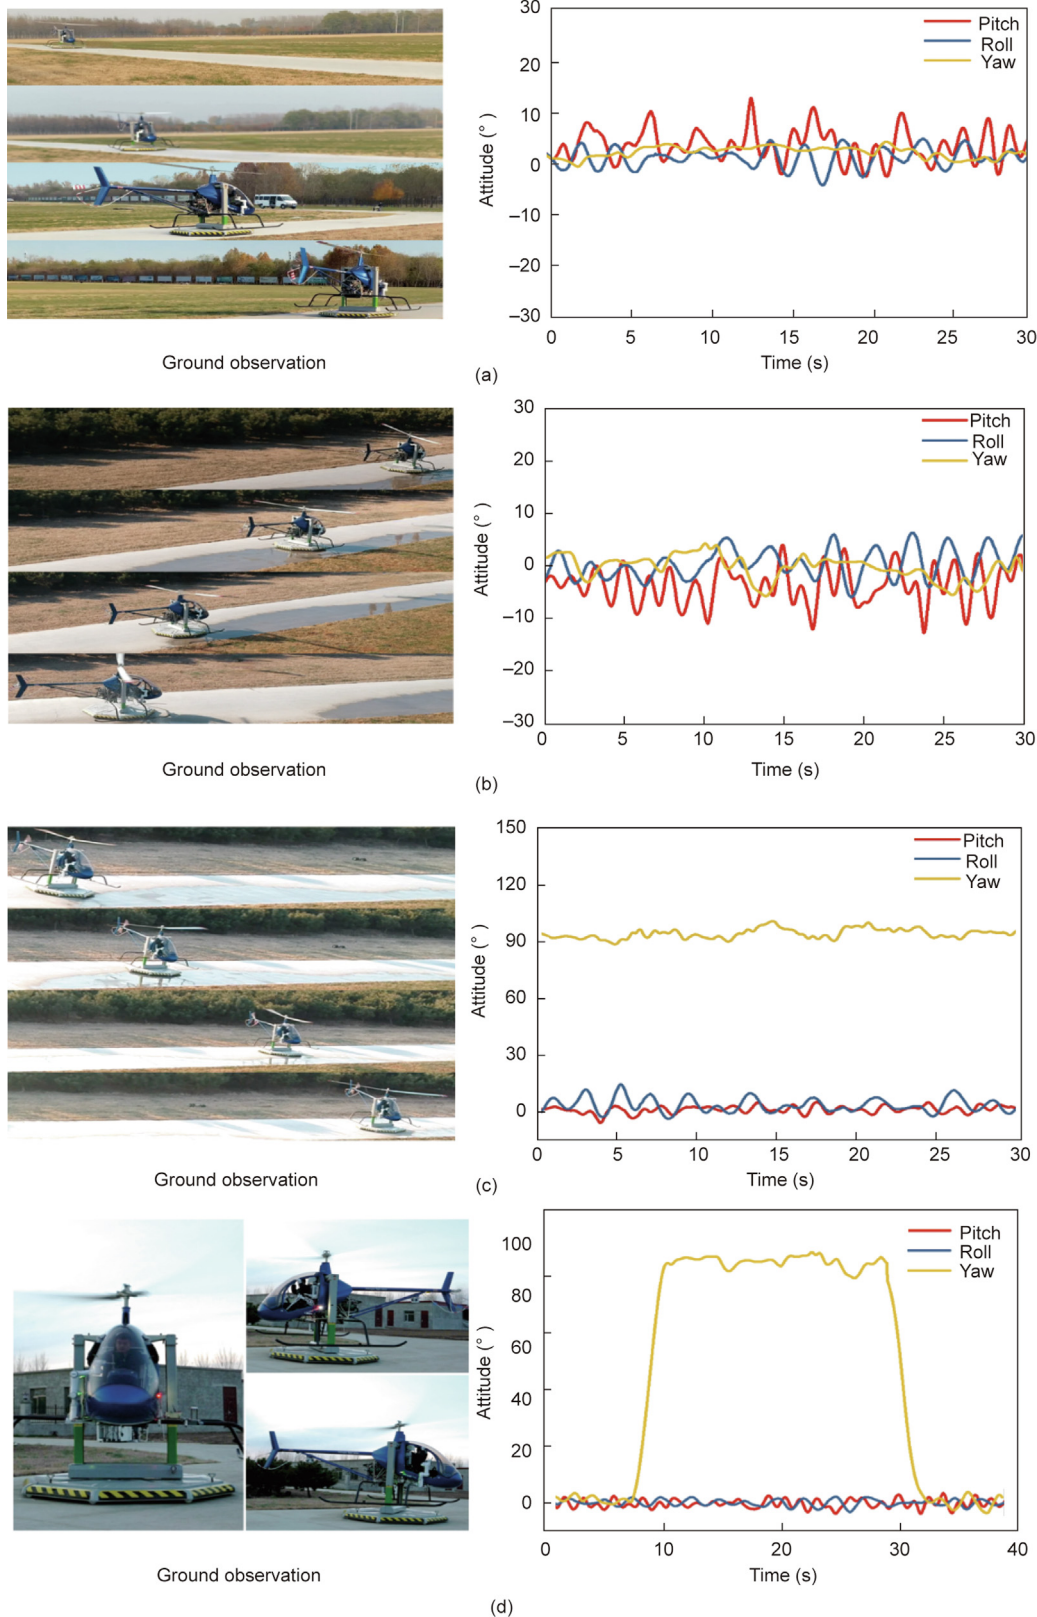 30
20
10
0
–10
–20
–30
Attitude (°)
Pitch
Roll
Yaw
0 5 10 15 20 25 30
Time (s)
Ground observation
(a)
30
20
10
0
–10
–20
–30
Attitude (°)
Pitch
Roll
Yaw
0 5 10 15 20 25 30
Time (s)
Ground observation
(b)
150
120
90
60
30
0
Attitude (°)
Pitch
Roll
Yaw
0 5 10 15 20 25 30
Time (s)
Ground observation
(c)
100
80
60
40
20
0
Attitude (°)
Pitch
Roll
Yaw
0 10 20 30 40
Time (s)
Ground observation
(d)